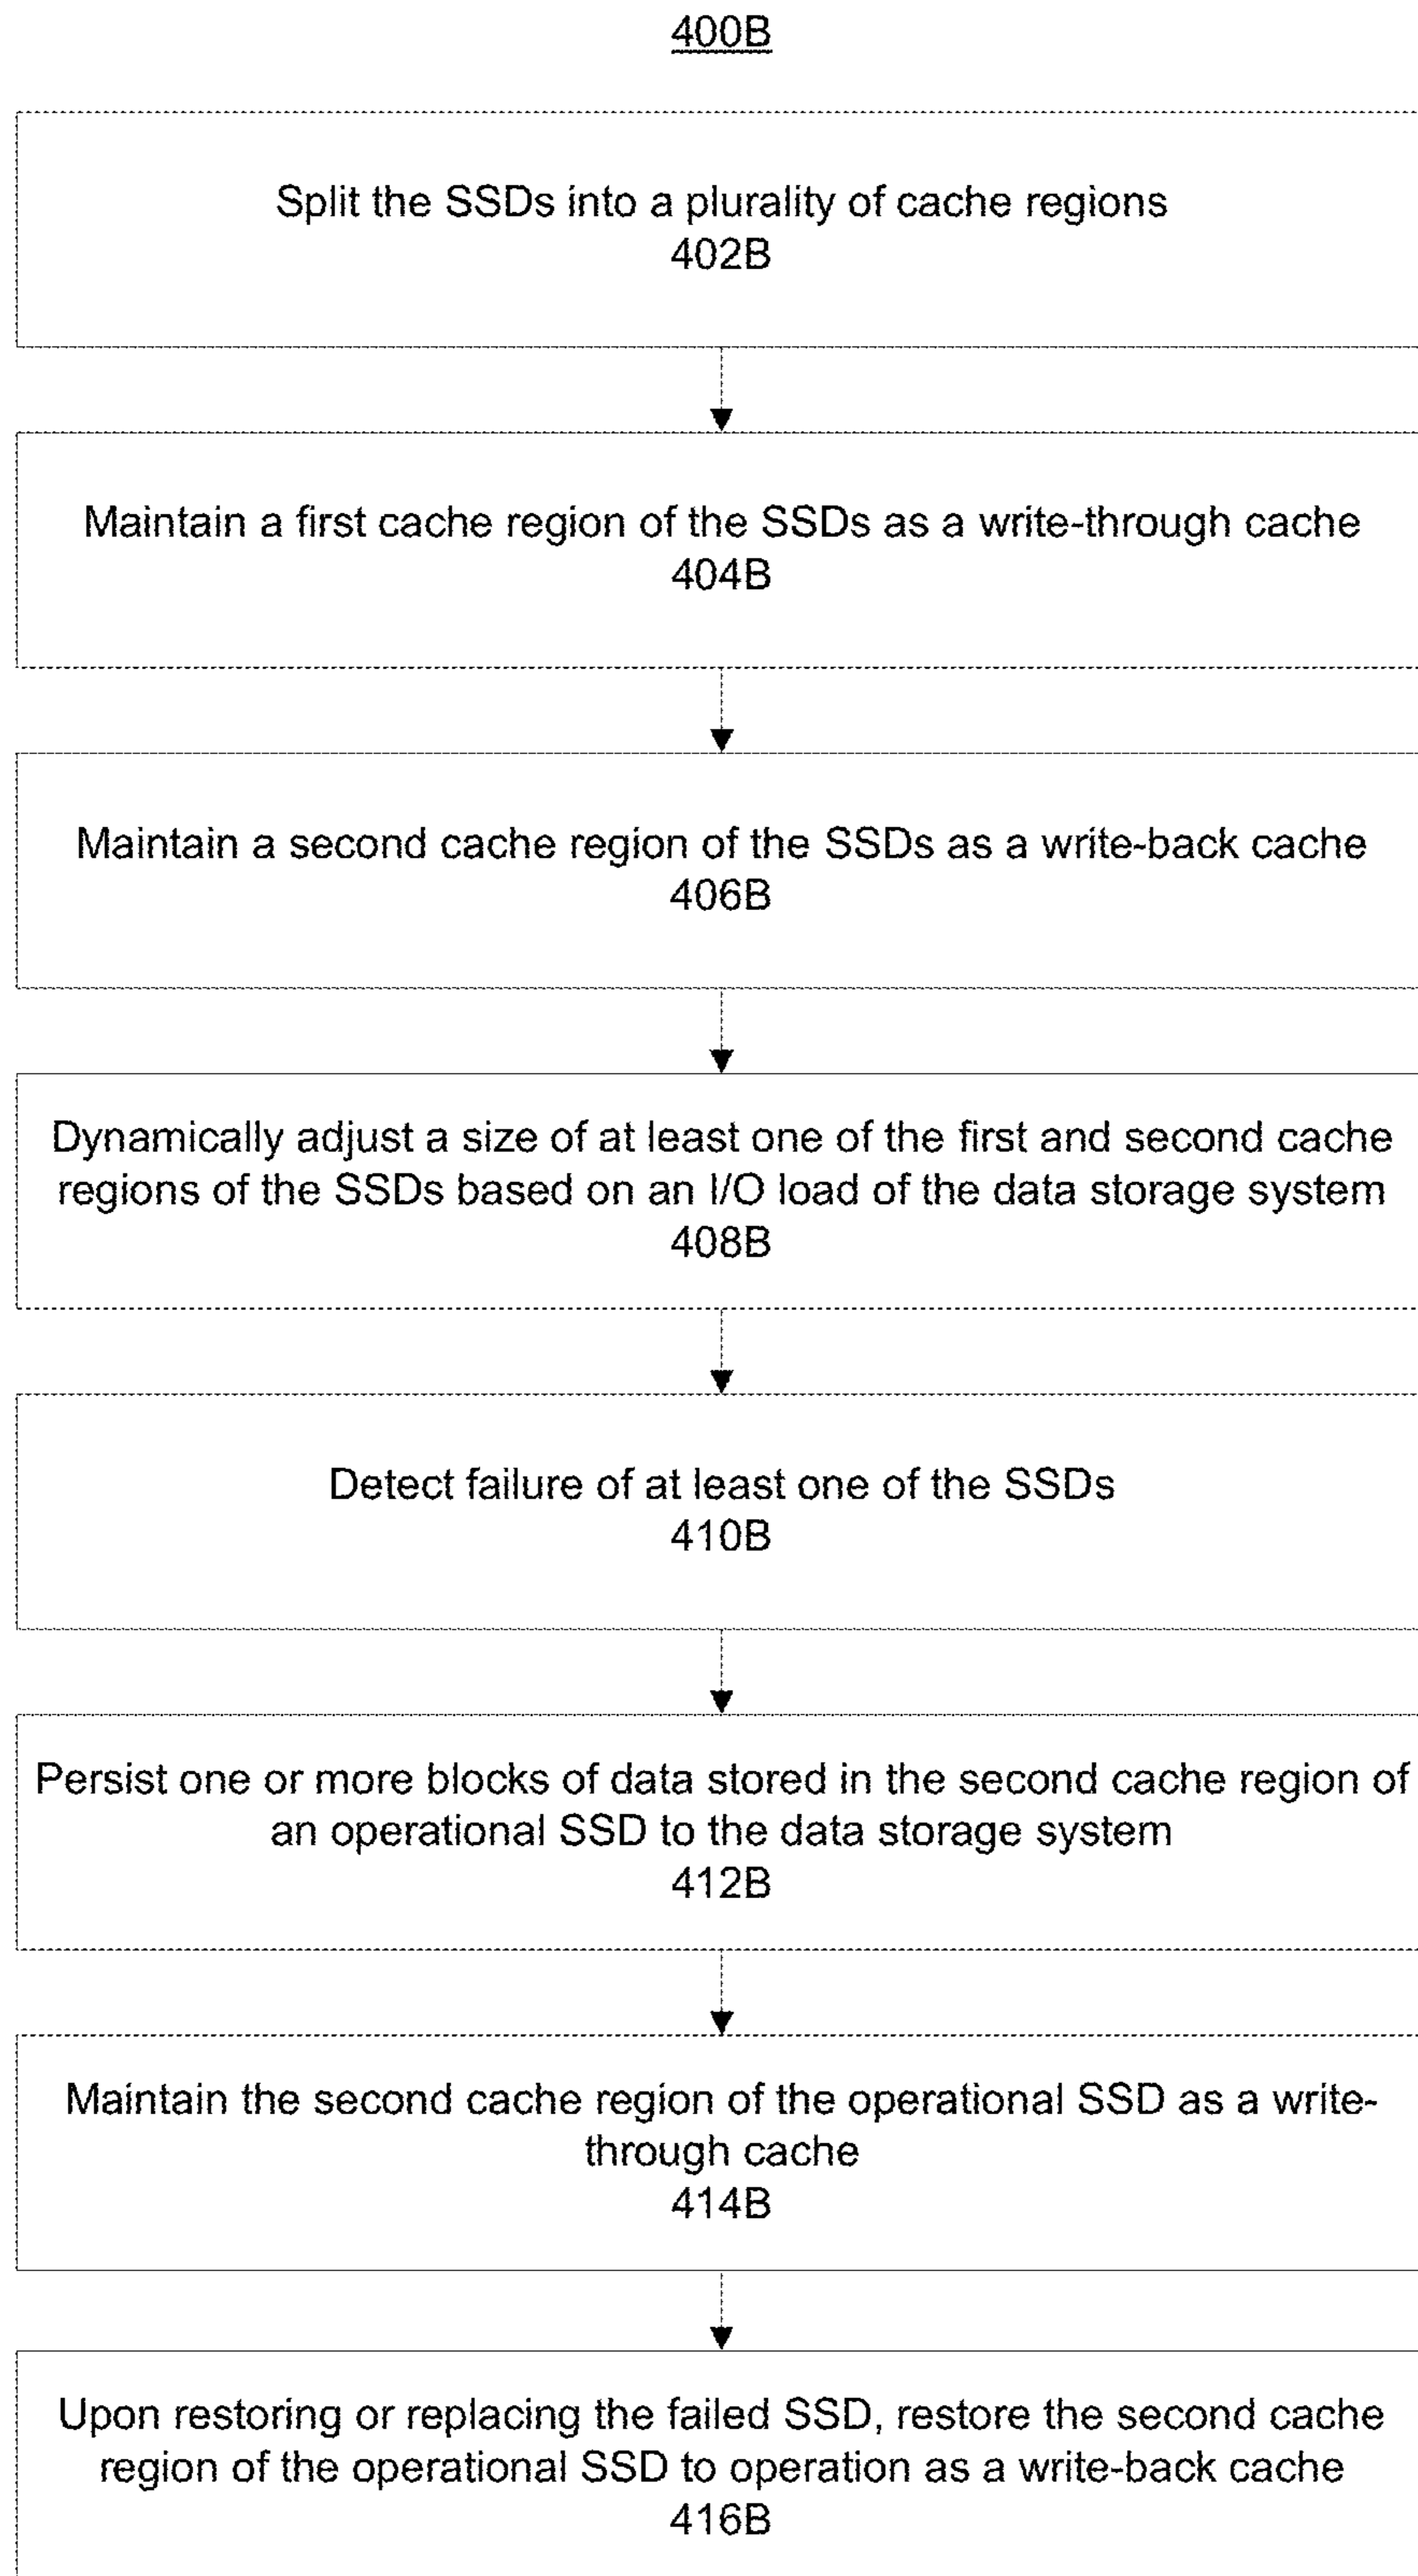 400B
Split the SSDs into a plurality of cache regions
402B
Maintain a first cache region of the SSDs as a write-through cache
404B
Maintain a second cache region of the SSDs as a write-back cache
406B
Dynamically adjust a size of at least one of the first and second cache
regions of the SSDs based on an I/O load of the data storage system
408B
Detect failure of at least one of the SSDs
410B
Persist one or more blocks of data stored in the second cache region of
an operational SSD to the data storage system
412B
Maintain the second cache region of the operational SSD as a write-
through cache
414B
Upon restoring or replacing the failed SSD, restore the second cache
region of the operational SSD to operation as a write-back cache
416B